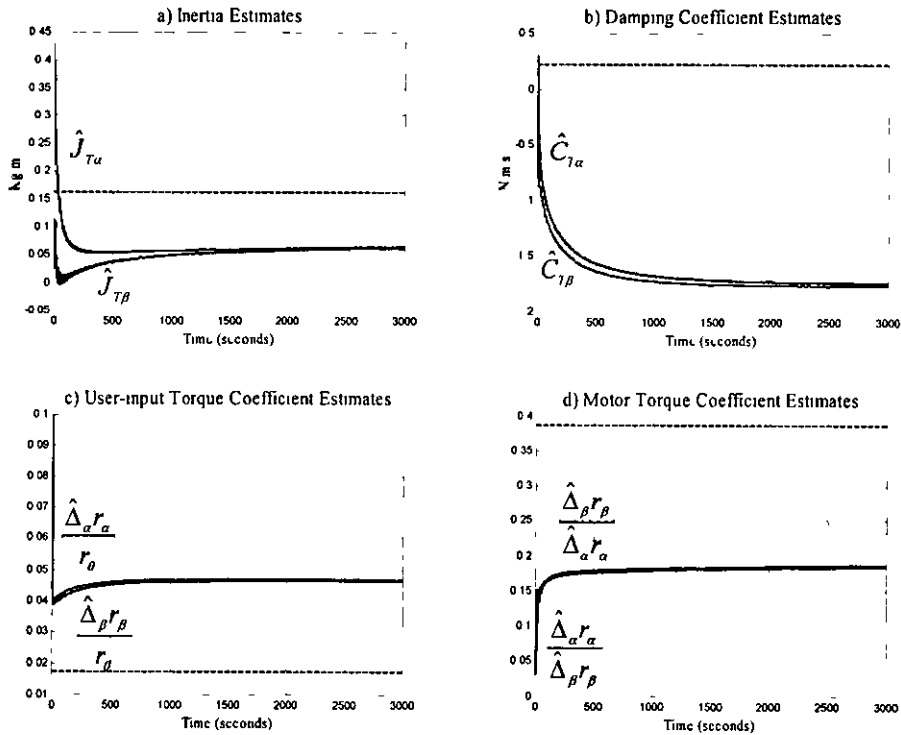 a) Inertia Estimates
0 45
0 4
0 35
0 3
0 25
0 2
0 15
0 1
0 05
0
-0 05
Kg m
Ĵ_Tα
Ĵ_Tβ
0 500 1000 1500 2000 2500 3000
Time (seconds)
b) Damping Coefficient Estimates
0 5
0
-0 5
1
1 5
2
N m s
Ĉ_Tα
Ĉ_Tβ
0 500 1000 1500 2000 2500 3000
Time (seconds)
c) User-input Torque Coefficient Estimates
0 1
0 09
0 08
0 07
0 06
0 05
0 04
0 03
0 02
0 01
Δ̂_α r_α
r_θ
Δ̂_β r_β
r_θ
0 500 1000 1500 2000 2500 3000
Time (seconds)
d) Motor Torque Coefficient Estimates
0 4
0 35
0 3
0 25
0 2
0 15
0 1
0 05
0
Δ̂_β r_β
Δ̂_α r_α
Δ̂_α r_α
Δ̂_β r_β
0 500 1000 1500 2000 2500 3000
Time (seconds)